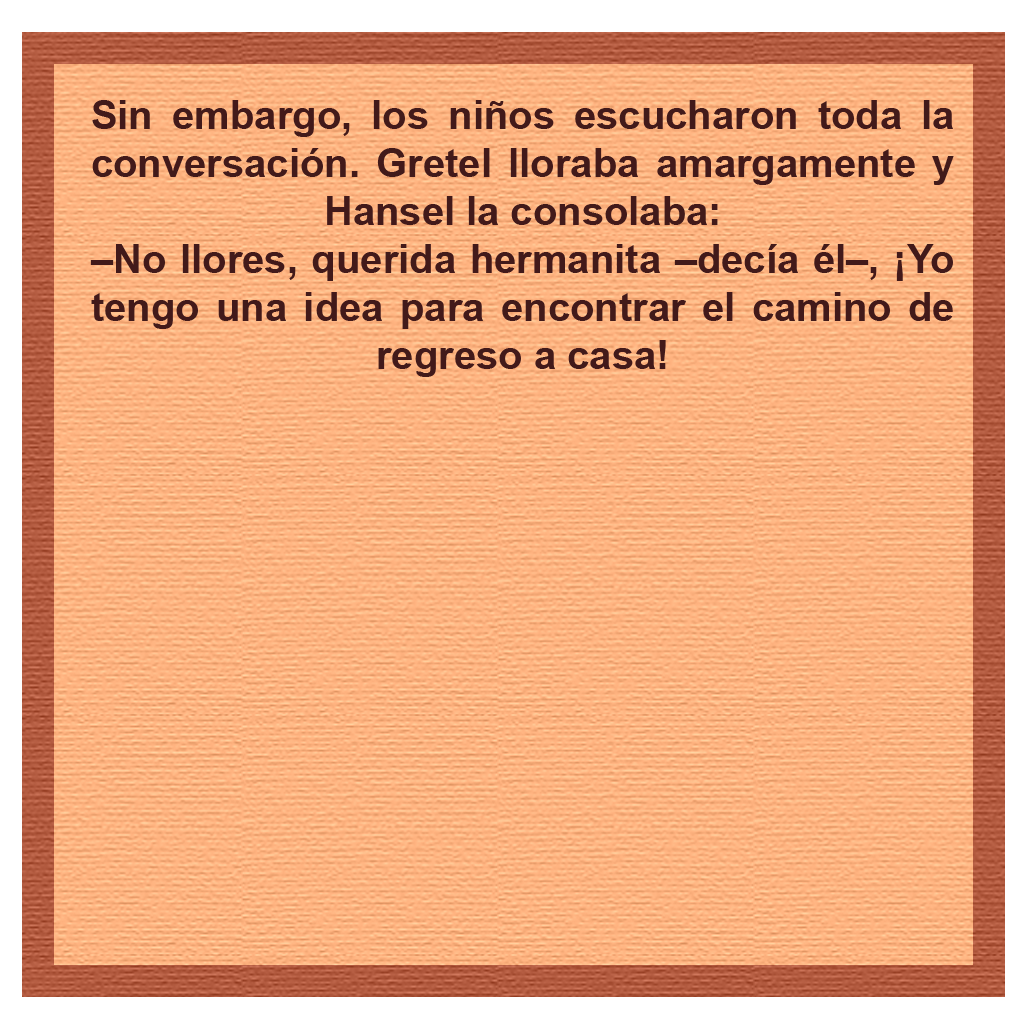 Sin embargo, los niños escucharon toda la
conversación. Gretel lloraba amargamente y
Hansel la consolaba:
–No llores, querida hermanita –decía él–, ¡Yo
tengo una idea para encontrar el camino de
regreso a casa!